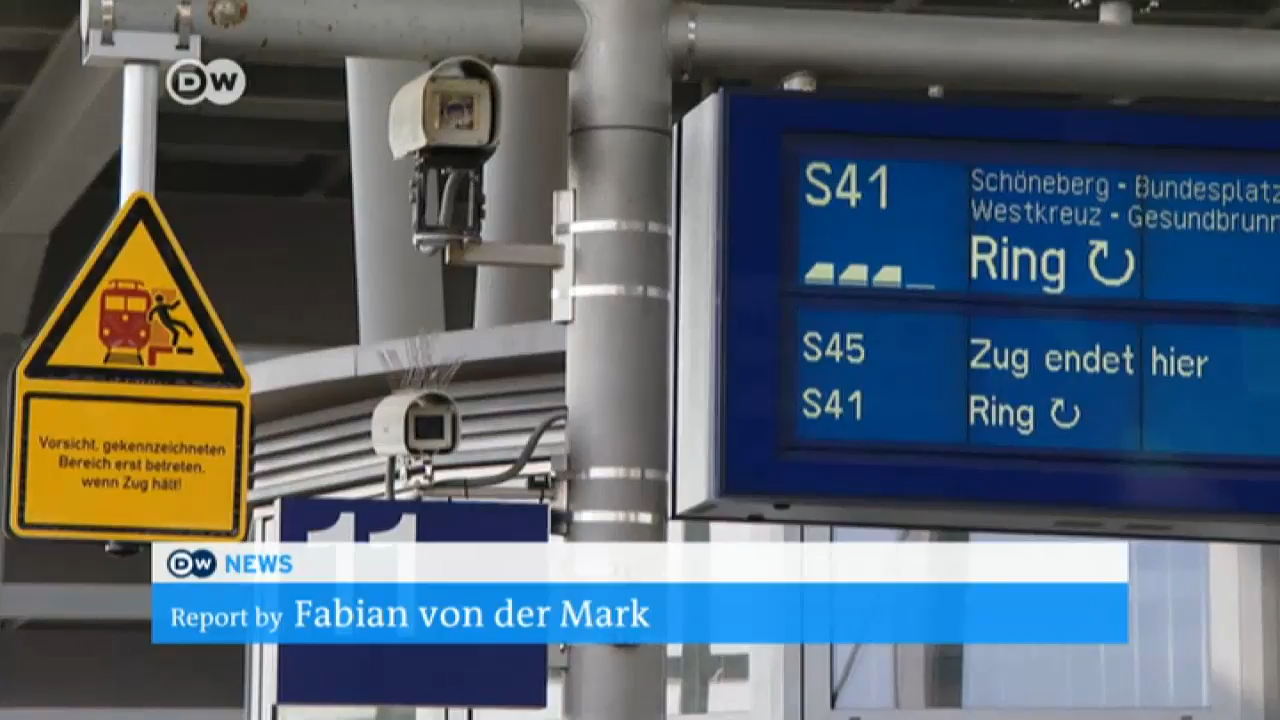 DW
S41
Schöneberg - Bundesplatz
Westkreuz - Gesundbrunn
Ring
S45 Zug endet hier
S41 Ring
Vorsicht, gekennzeichneten
Bereich erst betreten,
wenn Zug hält!
11
DW NEWS
Report by Fabian von der Mark